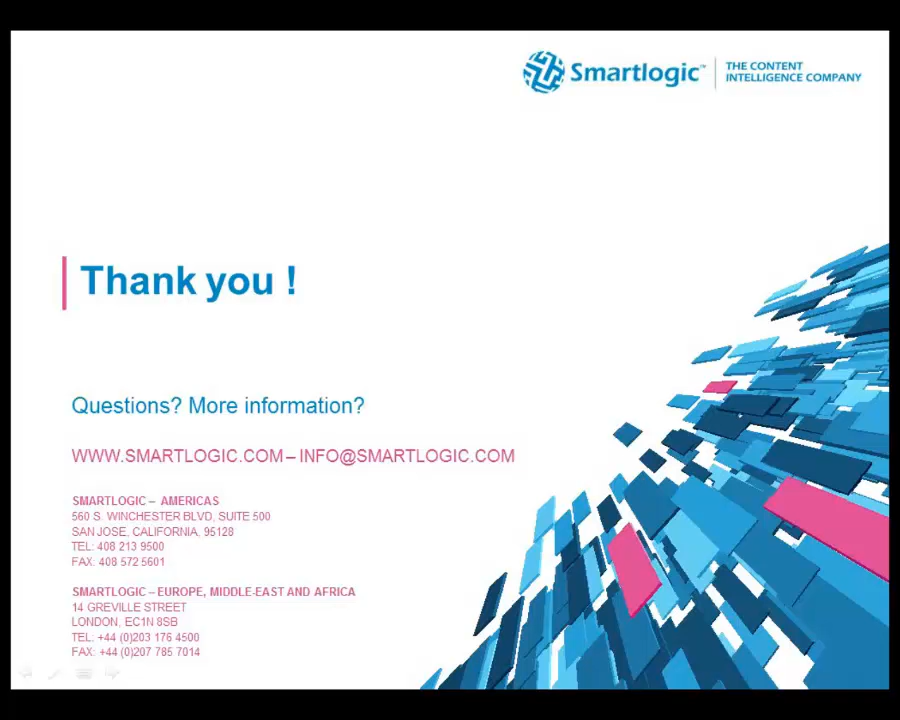 Smartlogic™
THE CONTENT
INTELLIGENCE COMPANY
Thank you !
Questions? More information?
WWW.SMARTLOGIC.COM – INFO@SMARTLOGIC.COM
SMARTLOGIC – AMERICAS
560 S. WINCHESTER BLVD, SUITE 500
SAN JOSE, CALIFORNIA, 95128
TEL: 408 213 9500
FAX: 408 572 5601
SMARTLOGIC – EUROPE, MIDDLE-EAST AND AFRICA
14 GREVILLE STREET
LONDON, EC1N 8SB
TEL: +44 (0)203 176 4500
FAX: +44 (0)207 785 7014